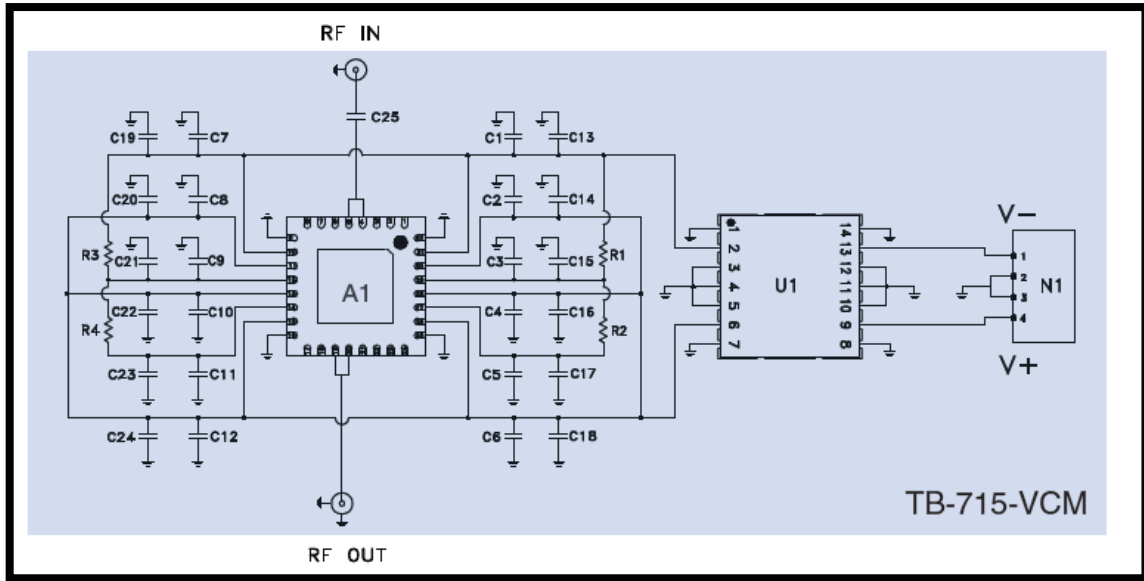 RF IN
C25
C19 C7 C1 C13
C20 C8 C2 C14
R3 C21 C9 C3 C15 R1
A1
R4 C22 C10 C4 C16 R2
C23 C11 C5 C17
C24 C12 C6 C18
1 14
2 13
3 12
4 U1 11
5 10
6 9
7 8
V-
1
2
N1
3
4
V+
TB-715-VCM
RF OUT